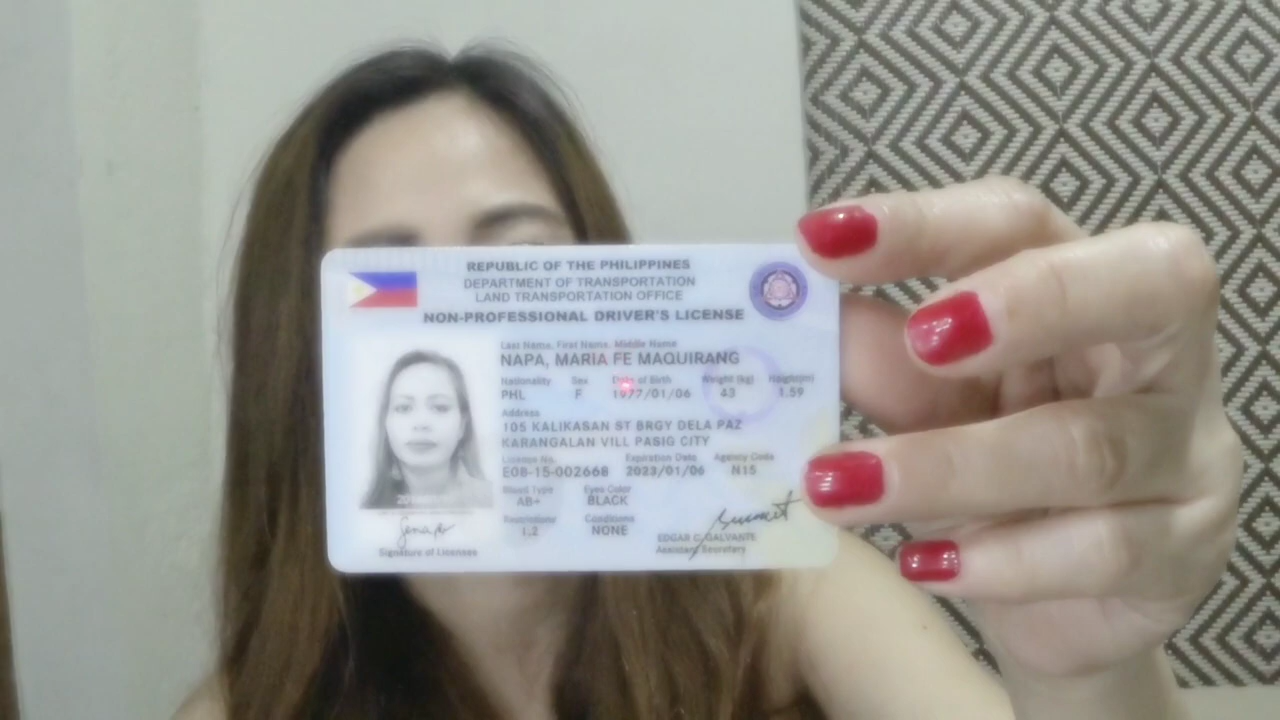 REPUBLIC OF THE PHILIPPINES
DEPARTMENT OF TRANSPORTATION
LAND TRANSPORTATION OFFICE
NON-PROFESSIONAL DRIVER'S LICENSE
Last Name, First Name, Middle Name
NAPA, MARIA FE MAQUIRANG
Nationality Sex Date of Birth Weight (kg) Height(m)
PHL F 1977/01/06 43 1.59
Address
105 KALIKASAN ST BRGY DELA PAZ
KARANGALAN VILL PASIG CITY
License No. Expiration Date Agency Code
E08-15-002668 2023/01/06 N15
Blood Type Eyes Color
AB+ BLACK
Restrictions Conditions
1,2 NONE
Signature of Licensee
EDGAR C. GALVANTE
Assistant Secretary